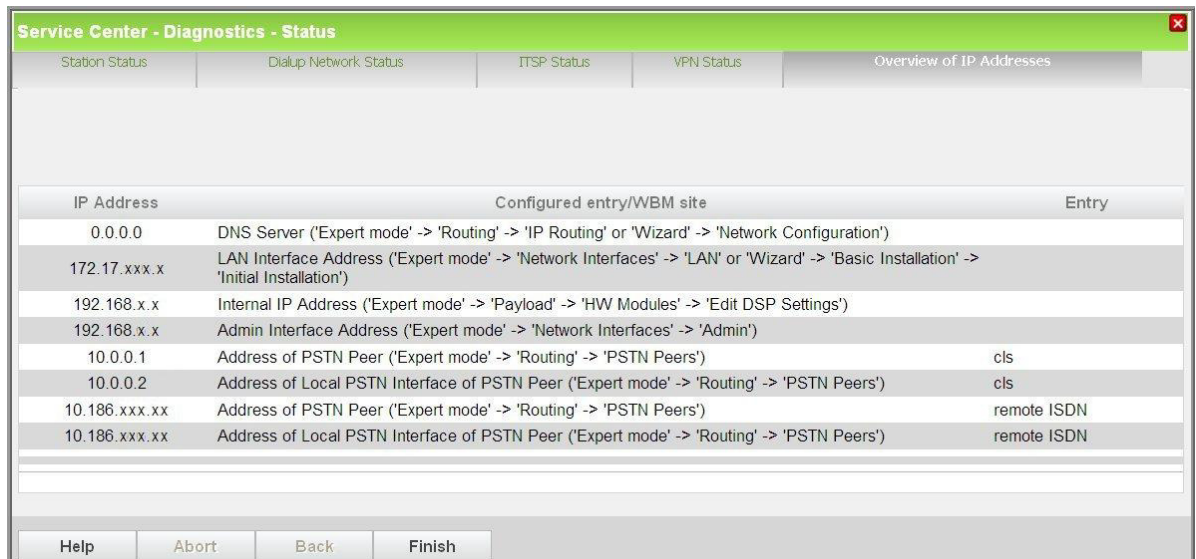 Service Center - Diagnostics - Status
Station Status Dialup Network Status ITSP Status VPN Status Overview of IP Addresses
IP Address Configured entry/WBM site Entry
0.0.0.0 DNS Server ('Expert mode' -> 'Routing' -> 'IP Routing' or 'Wizard' -> 'Network Configuration')
172.17.xxx.x LAN Interface Address ('Expert mode' -> 'Network Interfaces' -> 'LAN' or 'Wizard' -> 'Basic Installation' ->
'Initial Installation')
192.168.x.x Internal IP Address ('Expert mode' -> 'Payload' -> 'HW Modules' -> 'Edit DSP Settings')
192.168.x.x Admin Interface Address ('Expert mode' -> 'Network Interfaces' -> 'Admin')
10.0.0.1 Address of PSTN Peer ('Expert mode' -> 'Routing' -> 'PSTN Peers') cls
10.0.0.2 Address of Local PSTN Interface of PSTN Peer ('Expert mode' -> 'Routing' -> 'PSTN Peers') cls
10.186.xxx.xx Address of PSTN Peer ('Expert mode' -> 'Routing' -> 'PSTN Peers') remote ISDN
10.186.xxx.xx Address of Local PSTN Interface of PSTN Peer ('Expert mode' -> 'Routing' -> 'PSTN Peers') remote ISDN
Help Abort Back Finish